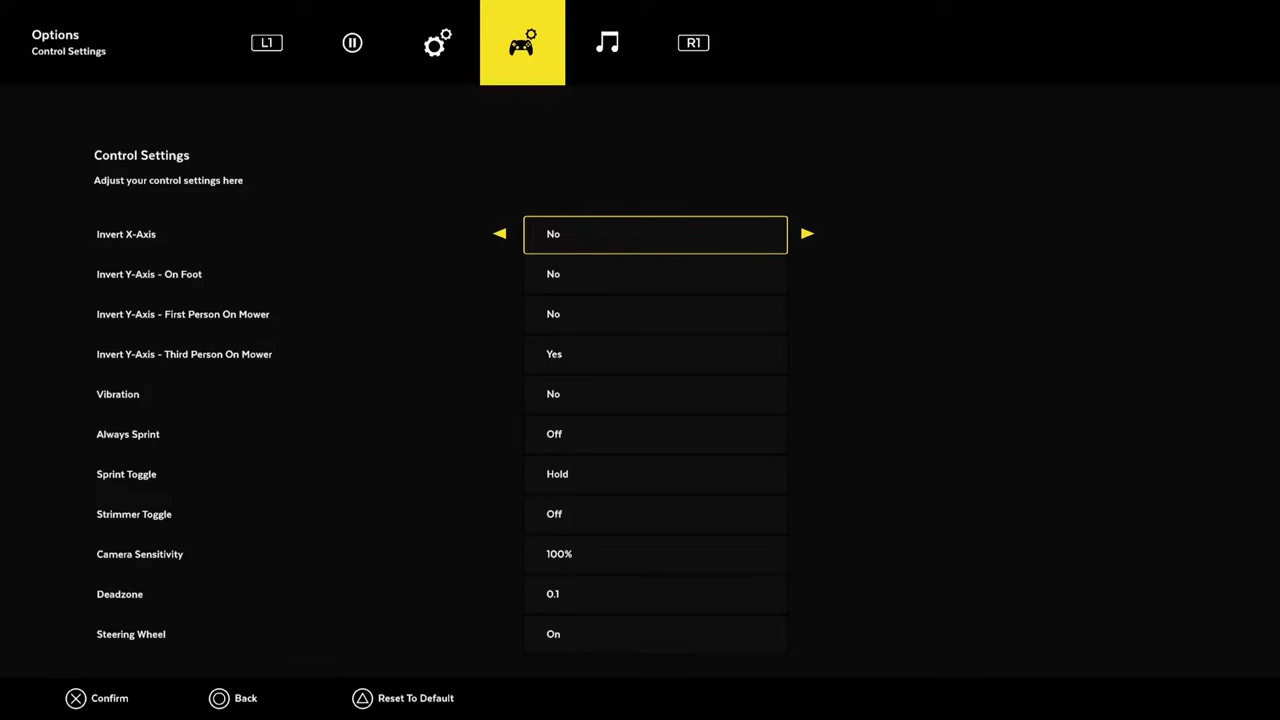 Options
Control Settings
L1
R1
Control Settings
Adjust your control settings here
Invert X-Axis No
Invert Y-Axis - On Foot No
Invert Y-Axis - First Person On Mower No
Invert Y-Axis - Third Person On Mower Yes
Vibration No
Always Sprint Off
Sprint Toggle Hold
Strimmer Toggle Off
Camera Sensitivity 100%
Deadzone 0.1
Steering Wheel On
Confirm Back Reset To Default